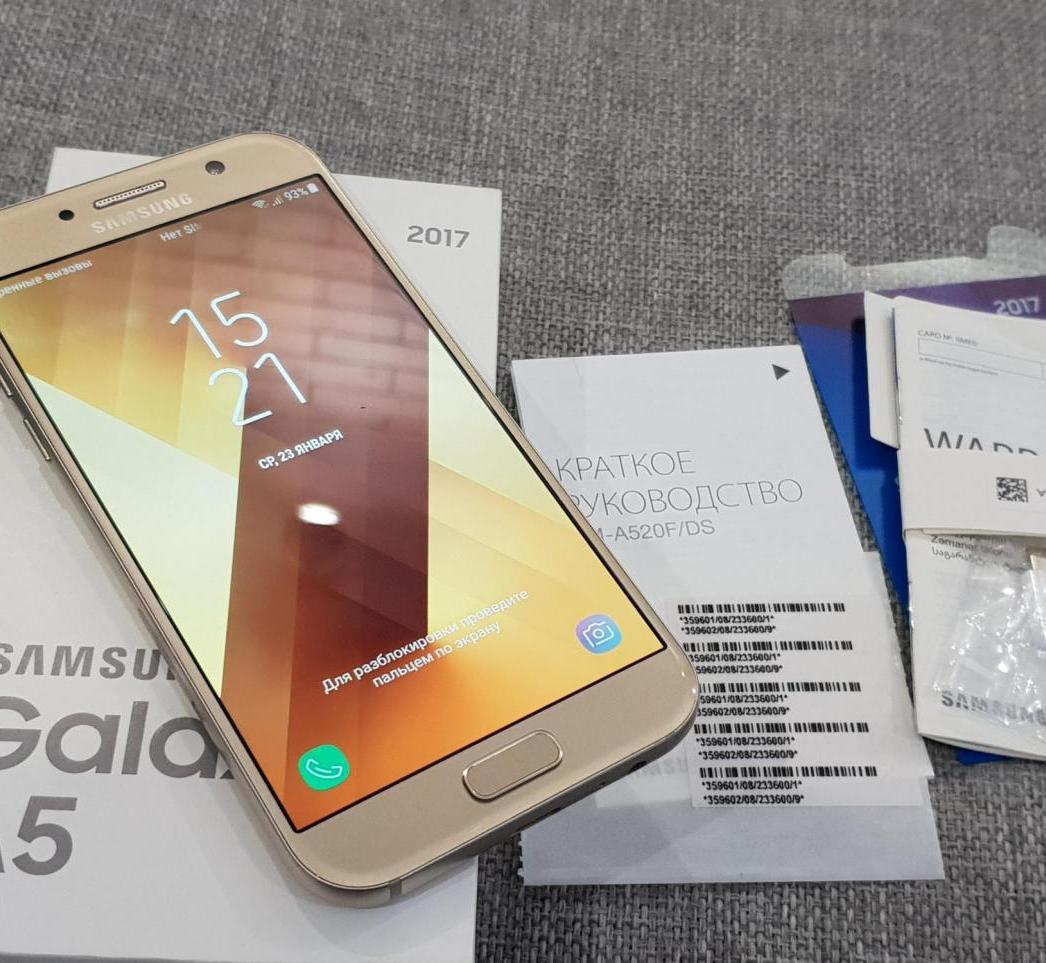 SAMSUNG
93%
Нет
вызовы
15
21
СР, 23 ЯНВАРЯ
Для разблокировки проведите
пальцем по экрану
2017
SAMSU
Gala
A5
КРАТКОЕ
РУКОВОДСТВО
-A520F/DS
*359601/08/233600/1*
*359602/08/233600/9*
359601/08/233600/1*
359602/08/233600/9*
359601/08/233600/1*
359602/08/233600/9*
*359601/08/233600/1*
*359602/08/233600/9*
*359601/08/233600/1*
*359602/08/233600/9*
2017
CARD №:
SAMSUNG